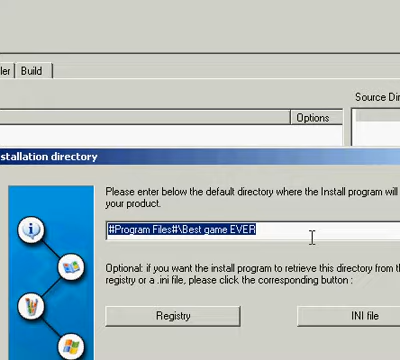 ler Build
Options
Source Dir
stallation directory
Please enter below the default directory where the Install program will
your product.
#Program Files#\Best game EVER
Optional: if you want the install program to retrieve this directory from the
registry or a .ini file, please click the corresponding button :
Registry
INI file